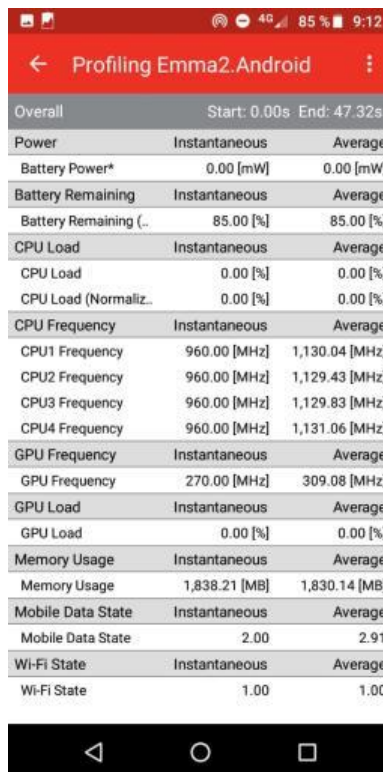 4G 85 % 9:12
Profiling Emma2.Android
Overall Start: 0.00s End: 47.32s
Power Instantaneous Average
Battery Power* 0.00 [mW] 0.00 [mW
Battery Remaining Instantaneous Average
Battery Remaining (.. 85.00 [%] 85.00 [%]
CPU Load Instantaneous Average
CPU Load 0.00 [%] 0.00 [%
CPU Load (Normaliz.. 0.00 [%] 0.00 [%
CPU Frequency Instantaneous Average
CPU1 Frequency 960.00 [MHz] 1,130.04 [MHz
CPU2 Frequency 960.00 [MHz] 1,129.43 [MHz
CPU3 Frequency 960.00 [MHz] 1,129.83 [MHz
CPU4 Frequency 960.00 [MHz] 1,131.06 [MHz
GPU Frequency Instantaneous Average
GPU Frequency 270.00 [MHz] 309.08 [MHz
GPU Load Instantaneous Average
GPU Load 0.00 [%] 0.00 [%
Memory Usage Instantaneous Average
Memory Usage 1,838.21 [MB] 1,830.14 [MB
Mobile Data State Instantaneous Average
Mobile Data State 2.00 2.91
Wi-Fi State Instantaneous Average
Wi-Fi State 1.00 1.00